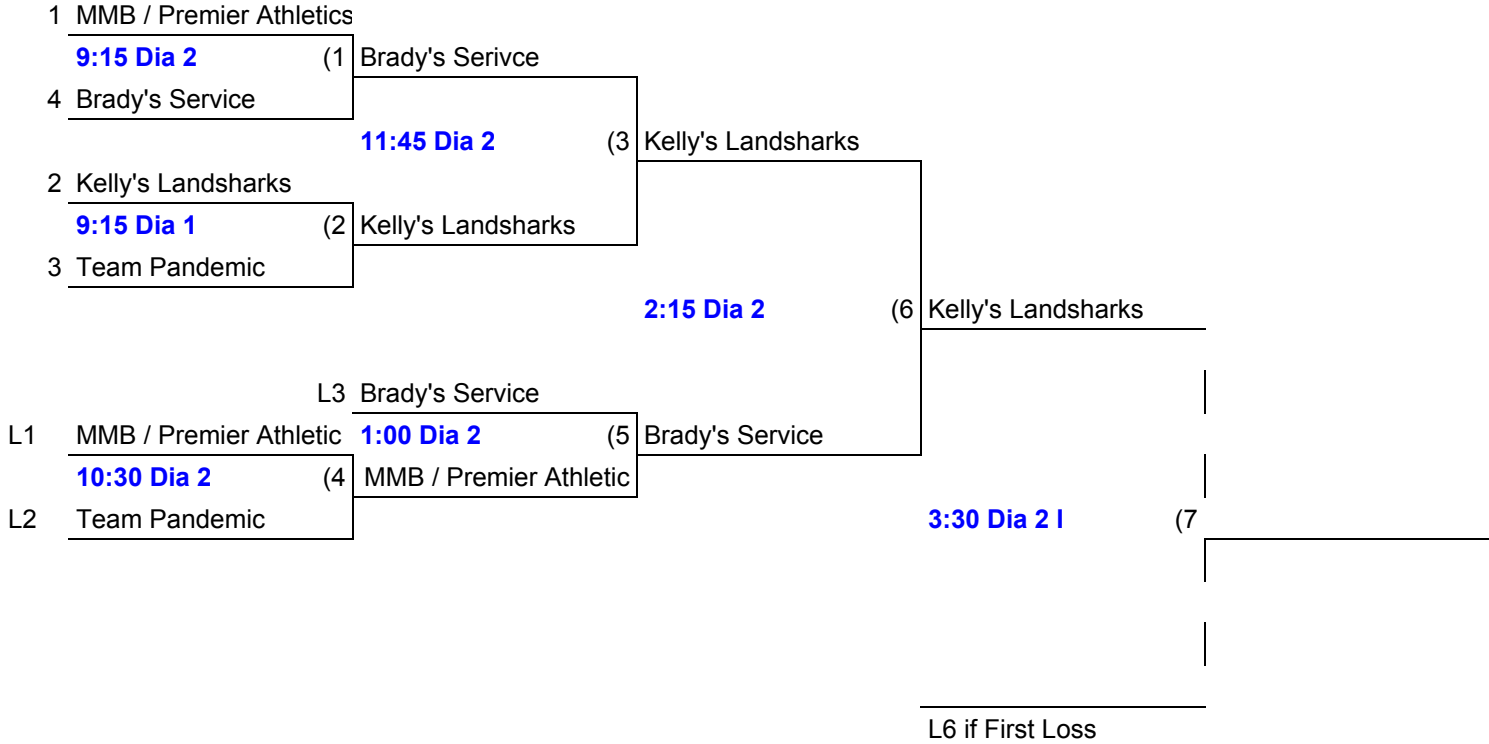 1 MMB / Premier Athletics
9:15 Dia 2 (1 Brady's Serivce
4 Brady's Service
11:45 Dia 2 (3 Kelly's Landsharks
2 Kelly's Landsharks
9:15 Dia 1 (2 Kelly's Landsharks
3 Team Pandemic
2:15 Dia 2 (6 Kelly's Landsharks
L3 Brady's Service
L1 MMB / Premier Athletic 1:00 Dia 2 (5 Brady's Service
10:30 Dia 2 (4 MMB / Premier Athletic
L2 Team Pandemic 3:30 Dia 2 I (7
L6 if First Loss